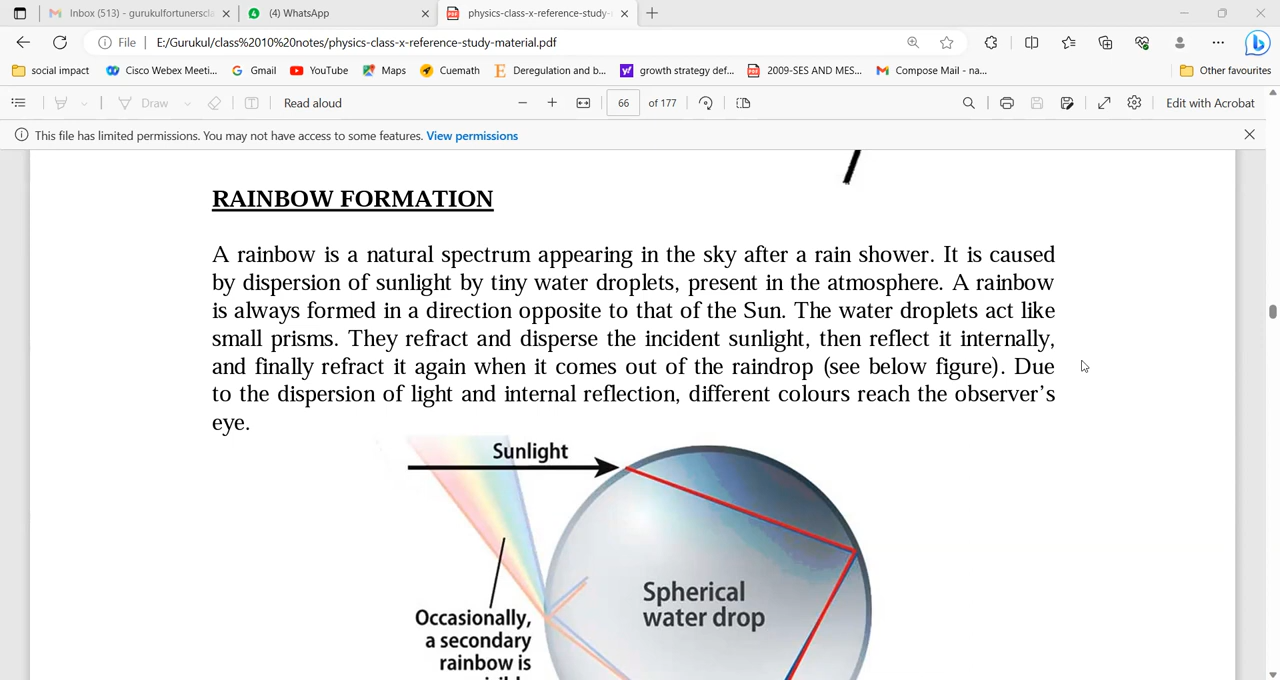 Inbox (513) - gurukulfortunerscl
(4) WhatsApp
physics-class-x-reference-study-
File
E:/Gurukul/class%2010%20notes/physics-class-x-reference-study-material.pdf
social impact
Cisco Webex Meeti...
Gmail
YouTube
Maps
Cuemath
Deregulation and b...
growth strategy def...
2009-SES AND MES...
Compose Mail - na...
Other favourites
Draw
Read aloud
66
of 177
Edit with Acrobat
This file has limited permissions. You may not have access to some features. View permissions
RAINBOW FORMATION
A rainbow is a natural spectrum appearing in the sky after a rain shower. It is caused
by dispersion of sunlight by tiny water droplets, present in the atmosphere. A rainbow
is always formed in a direction opposite to that of the Sun. The water droplets act like
small prisms. They refract and disperse the incident sunlight, then reflect it internally,
and finally refract it again when it comes out of the raindrop (see below figure). Due
to the dispersion of light and internal reflection, different colours reach the observer’s
eye.
Sunlight
Spherical
water drop
Occasionally,
a secondary
rainbow is